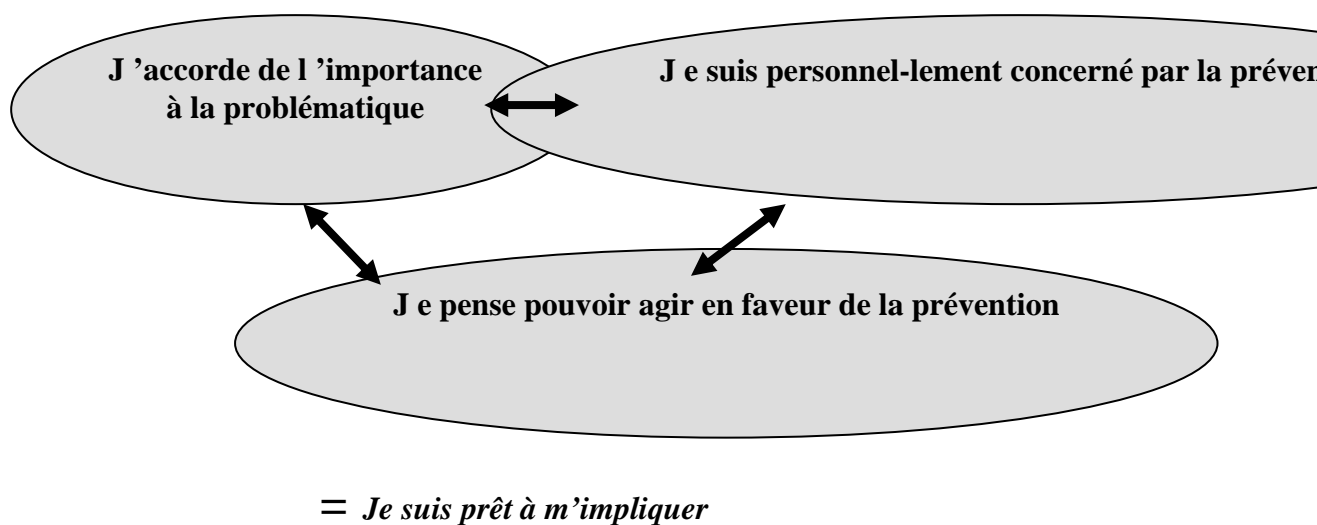 J ’accorde de l ’importance
à la problématique
J e suis personnel-lement concerné par la préven
J e pense pouvoir agir en faveur de la prévention
= Je suis prêt à m’impliquer